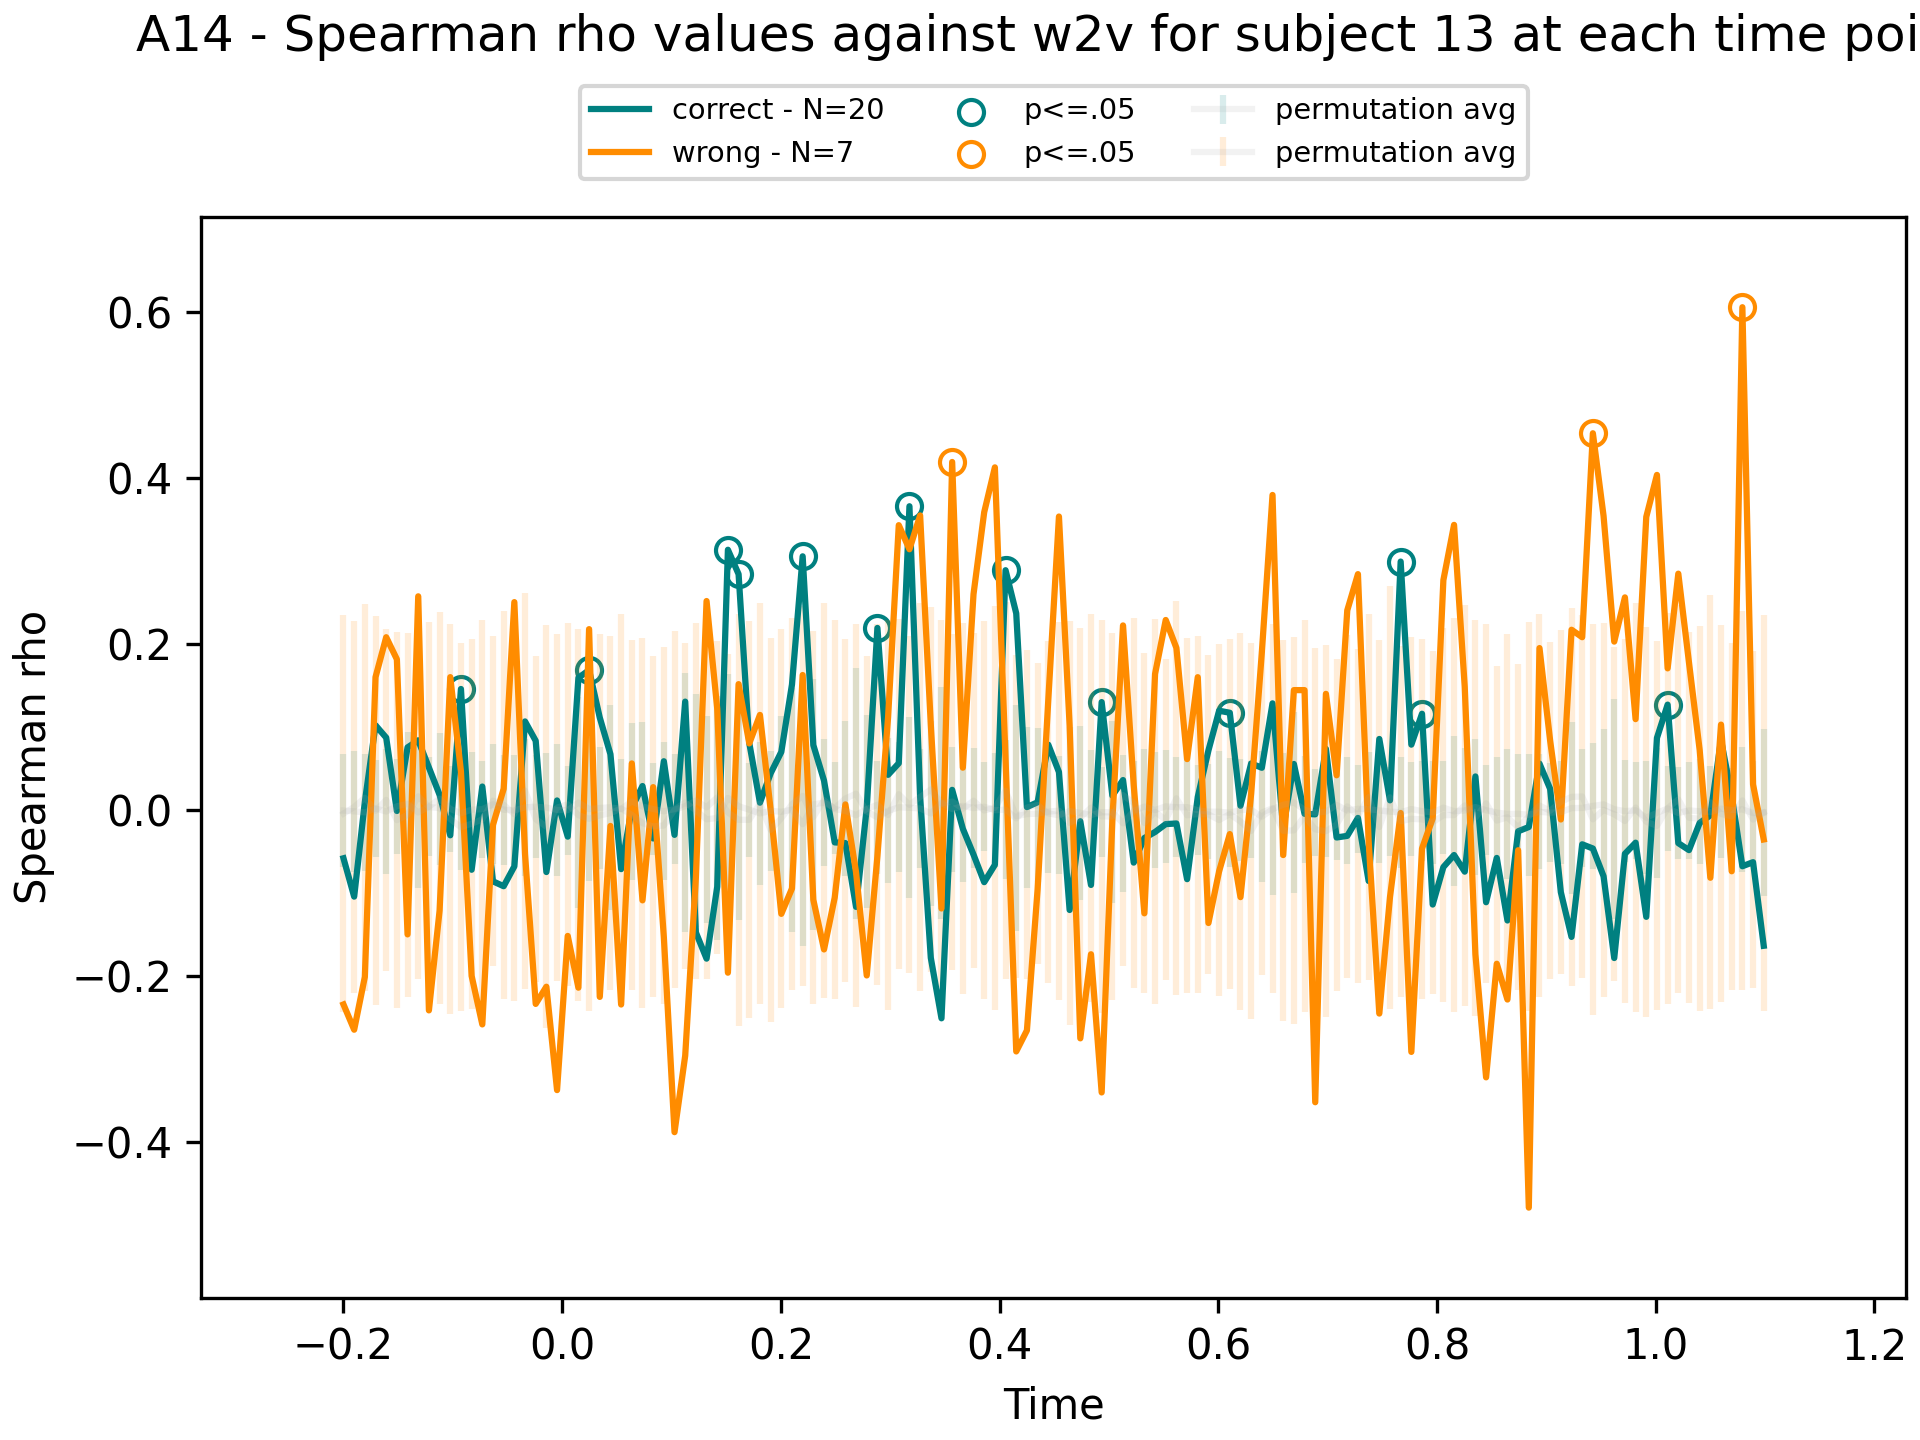 A14 - Spearman rho values against w2v for subject 13 at each time poi
correct - N=20
wrong - N=7
p<=.05
p<=.05
permutation avg
permutation avg
Spearman rho
0.6
0.4
0.2
0.0
−0.2
−0.4
−0.2 0.0 0.2 0.4 0.6 0.8 1.0 1.2
Time